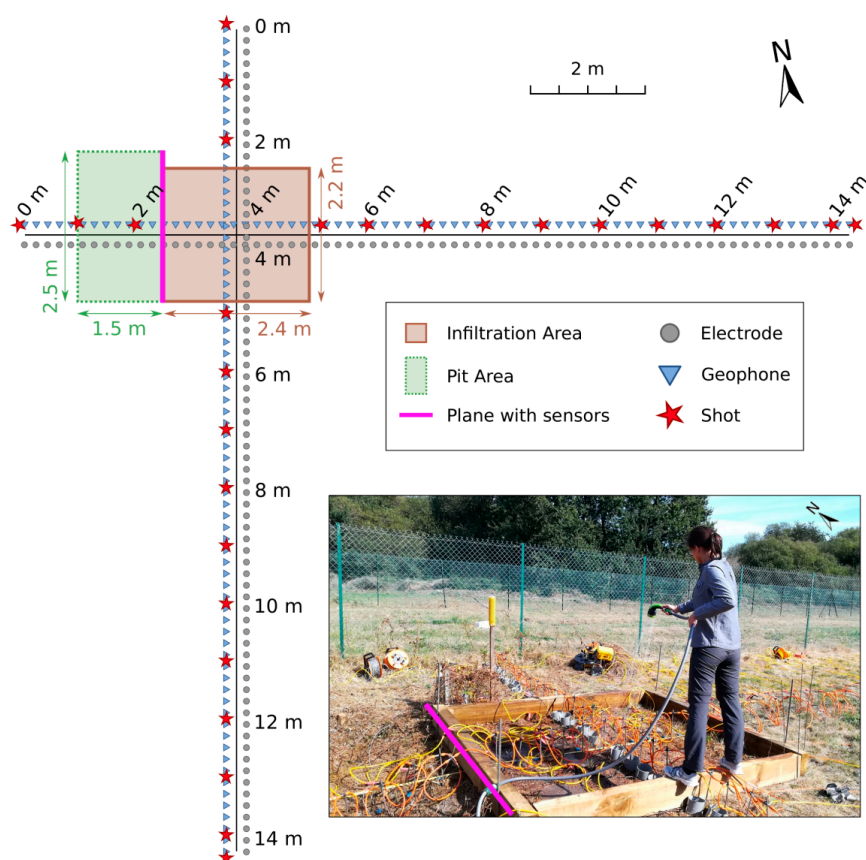 0 m
2 m
N
2 m
0 m
2 m
4 m
6 m
8 m
10 m
12 m
14 m
2.5 m
2.2 m
4 m
1.5 m
2.4 m
Infiltration Area
Electrode
Pit Area
Geophone
Plane with sensors
Shot
6 m
8 m
10 m
12 m
14 m
N